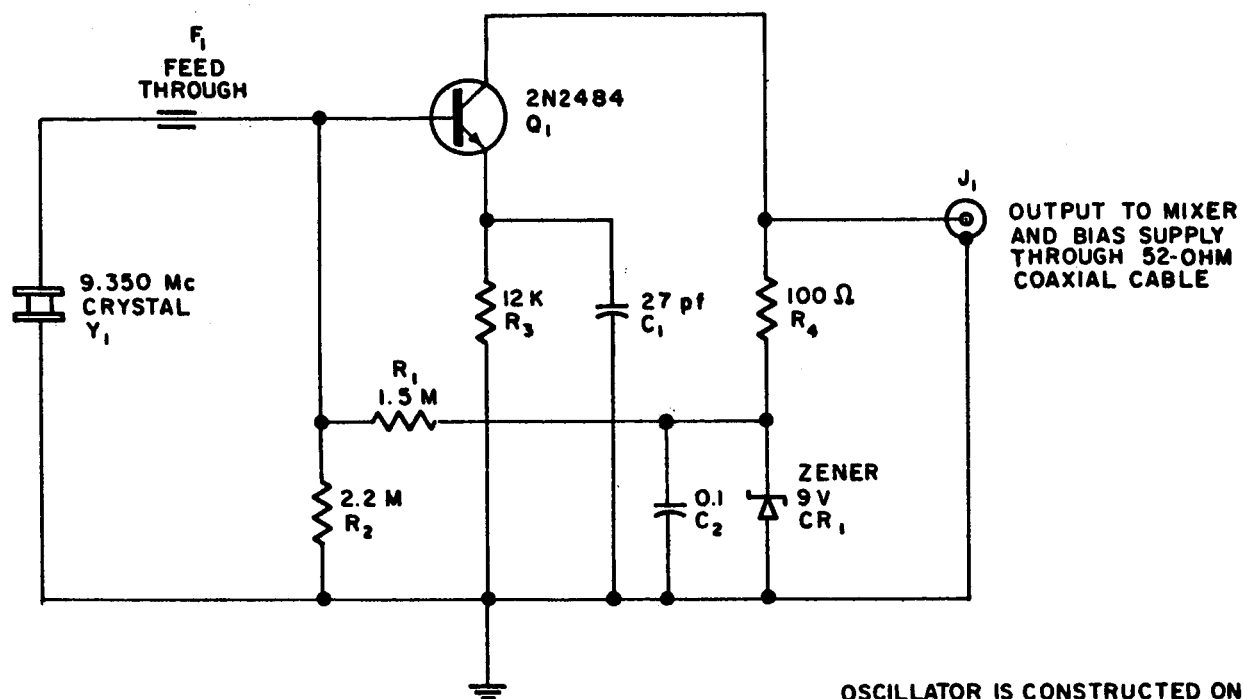 F₁
FEED
THROUGH
2N2484
Q₁
J₁
OUTPUT TO MIXER
AND BIAS SUPPLY
THROUGH 52-OHM
COAXIAL CABLE
9.350 Mc
CRYSTAL
Y₁
12 K
R₃
27 pf
C₁
100 Ω
R₄
R₁
1.5 M
2.2 M
R₂
0.1
C₂
ZENER
9 V
CR₁
OSCILLATOR IS CONSTRUCTED ON